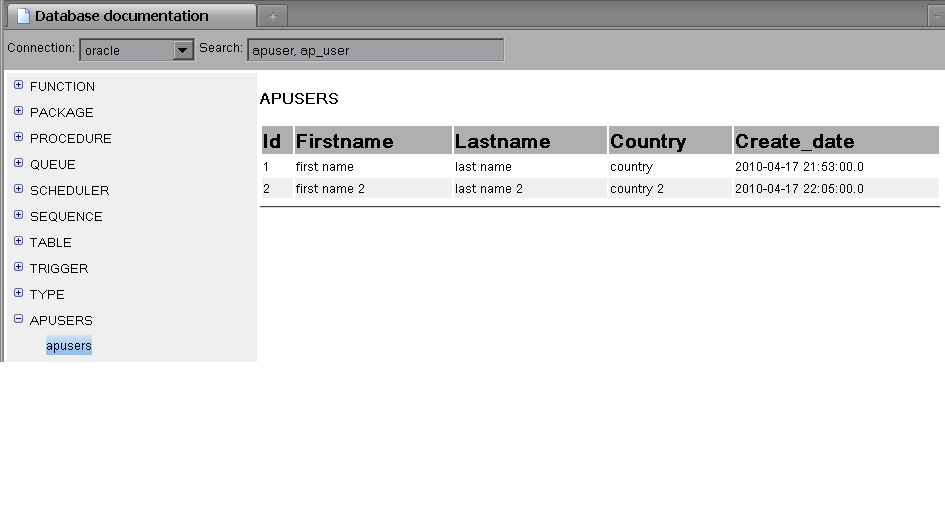 Database documentation
Connection: oracle Search: apuser, ap_user
FUNCTION
PACKAGE
PROCEDURE
QUEUE
SCHEDULER
SEQUENCE
TABLE
TRIGGER
TYPE
APUSERS
apusers
APUSERS
Id Firstname Lastname Country Create_date
1 first name last name country 2010-04-17 21:53:00.0
2 first name 2 last name 2 country 2 2010-04-17 22:05:00.0